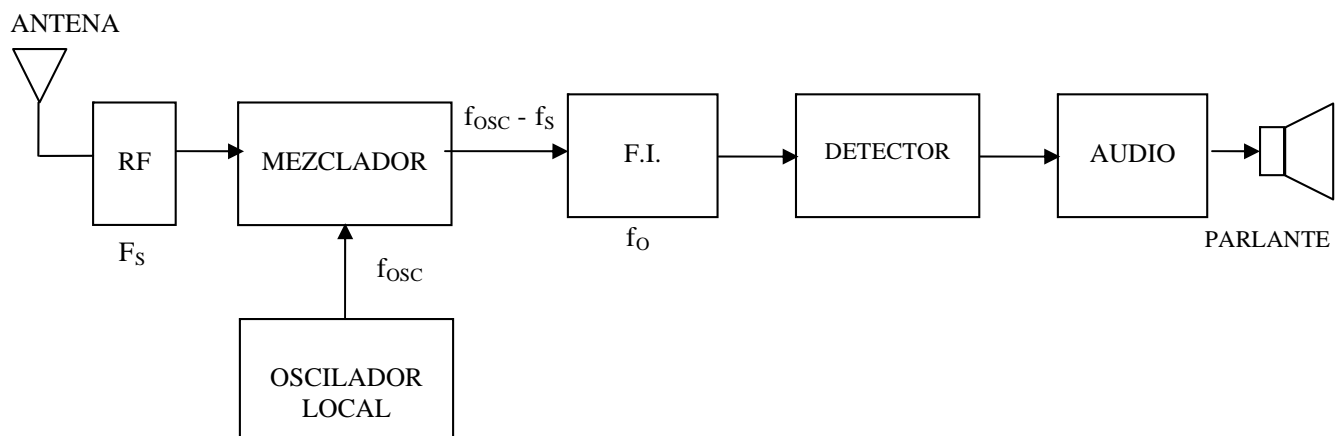 ANTENA
RF
F_S
MEZCLADOR
f_OSC - f_S
F.I.
f_O
DETECTOR
AUDIO
PARLANTE
f_OSC
OSCILADOR
LOCAL